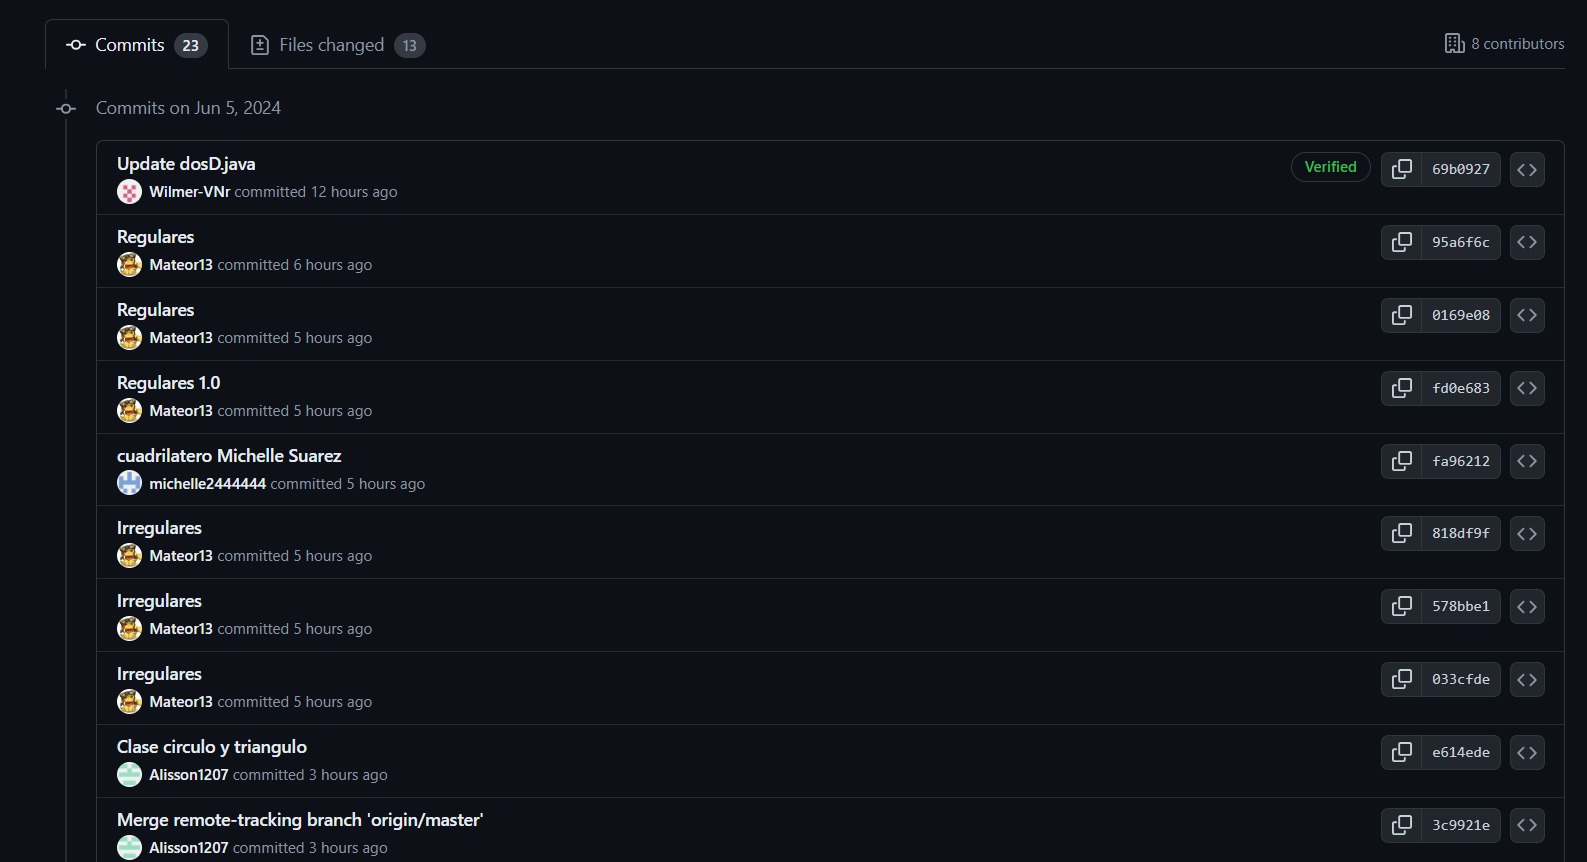 Commits 23 Files changed 13 8 contributors
Commits on Jun 5, 2024
Update dosD.java
Wilmer-VNr committed 12 hours ago
Verified 69b0927
Regulares
Mateor13 committed 6 hours ago
95a6f6c
Regulares
Mateor13 committed 5 hours ago
0169e08
Regulares 1.0
Mateor13 committed 5 hours ago
fd0e683
cuadrilatero Michelle Suarez
michelle2444444 committed 5 hours ago
fa96212
Irregulares
Mateor13 committed 5 hours ago
818df9f
Irregulares
Mateor13 committed 5 hours ago
578bbe1
Irregulares
Mateor13 committed 5 hours ago
033cfde
Clase circulo y triangulo
Alisson1207 committed 3 hours ago
e614ede
Merge remote-tracking branch 'origin/master'
Alisson1207 committed 3 hours ago
3c9921e